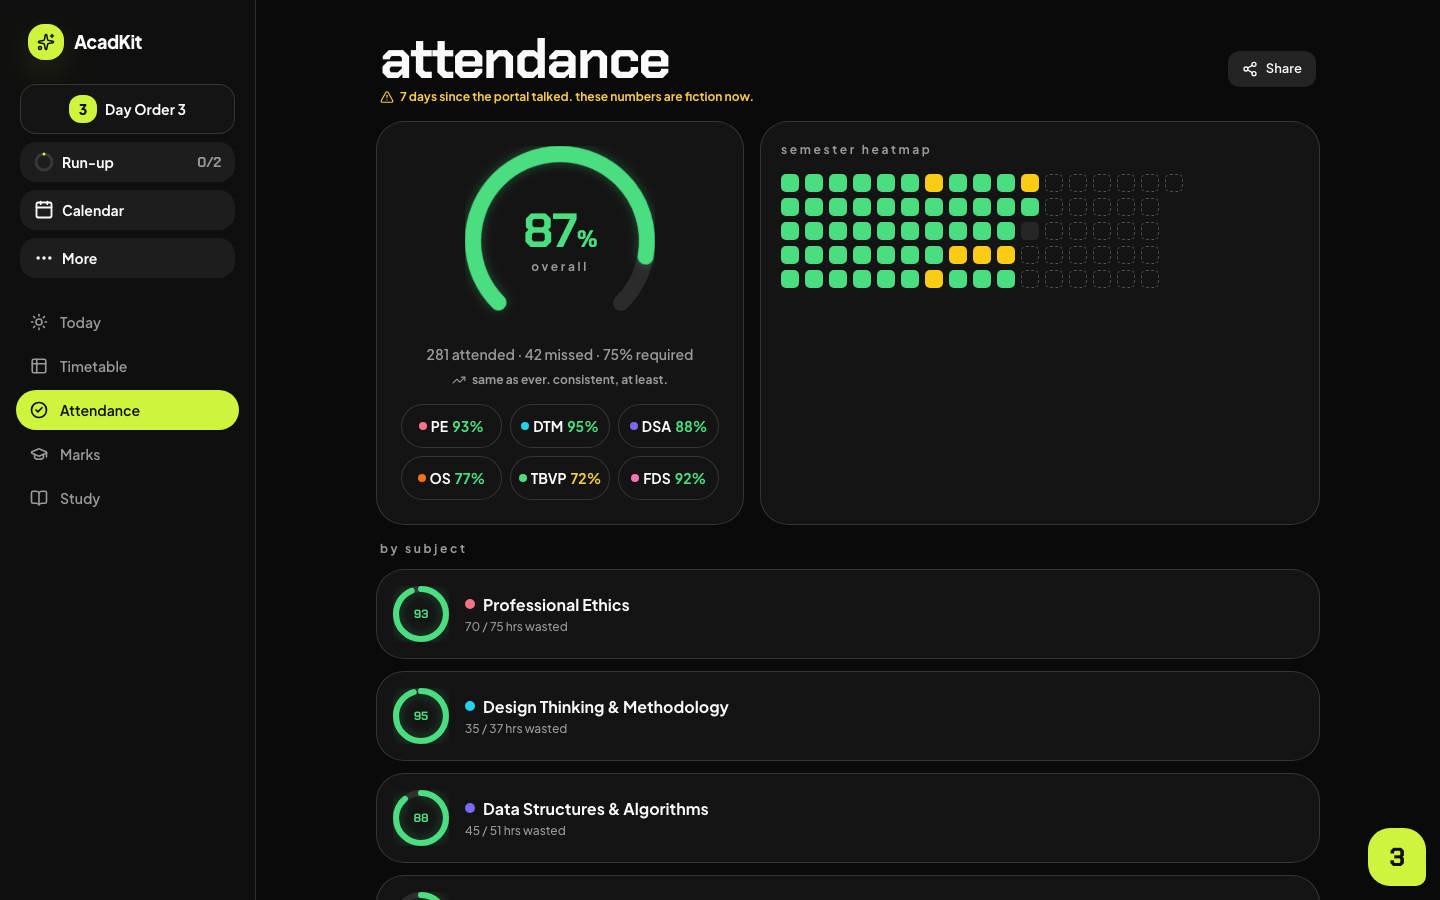 AcadKit
3 Day Order 3
Run-up 0/2
Calendar
More
Today
Timetable
Attendance
Marks
Study
attendance
7 days since the portal talked. these numbers are fiction now.
Share
87%
overall
281 attended · 42 missed · 75% required
same as ever. consistent, at least.
PE 93% DTM 95% DSA 88%
OS 77% TBVP 72% FDS 92%
semester heatmap
by subject
93
Professional Ethics
70 / 75 hrs wasted
95
Design Thinking & Methodology
35 / 37 hrs wasted
88
Data Structures & Algorithms
45 / 51 hrs wasted
3